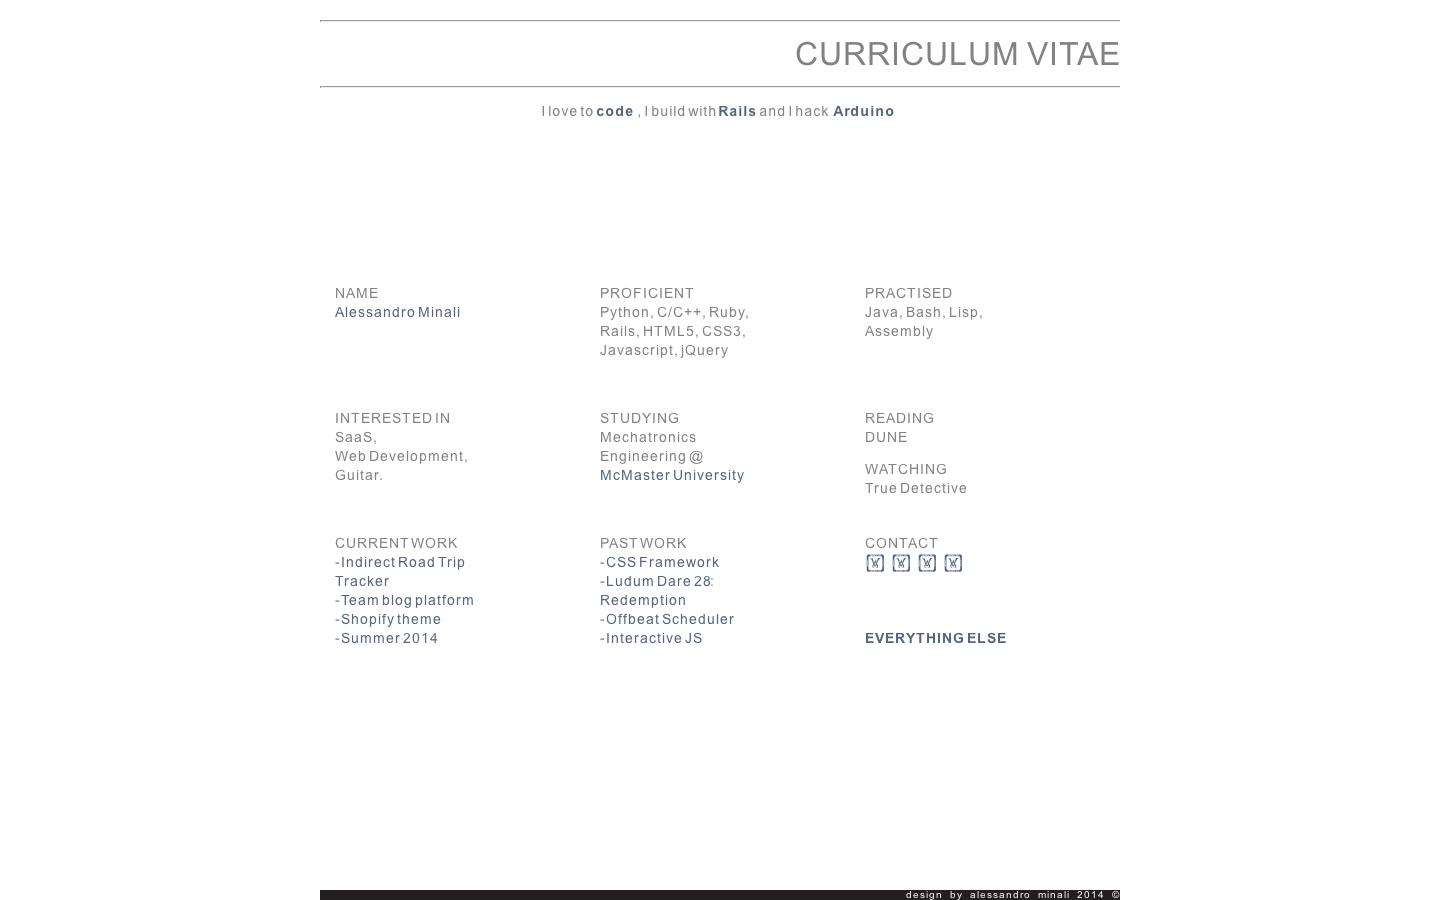 CURRICULUM VITAE
I love to code , I build with Rails and I hack Arduino
NAME
Alessandro Minali
PROFICIENT
Python, C/C++, Ruby,
Rails, HTML5, CSS3,
Javascript, jQuery
PRACTISED
Java, Bash, Lisp,
Assembly
INTERESTED IN
SaaS,
Web Development,
Guitar.
STUDYING
Mechatronics
Engineering @
McMaster University
READING
DUNE
WATCHING
True Detective
CURRENT WORK
-Indirect Road Trip
Tracker
-Team blog platform
-Shopify theme
-Summer 2014
PAST WORK
-CSS Framework
-Ludum Dare 28:
Redemption
-Offbeat Scheduler
-Interactive JS
CONTACT
EVERYTHING ELSE
design by alessandro minali 2014 ©